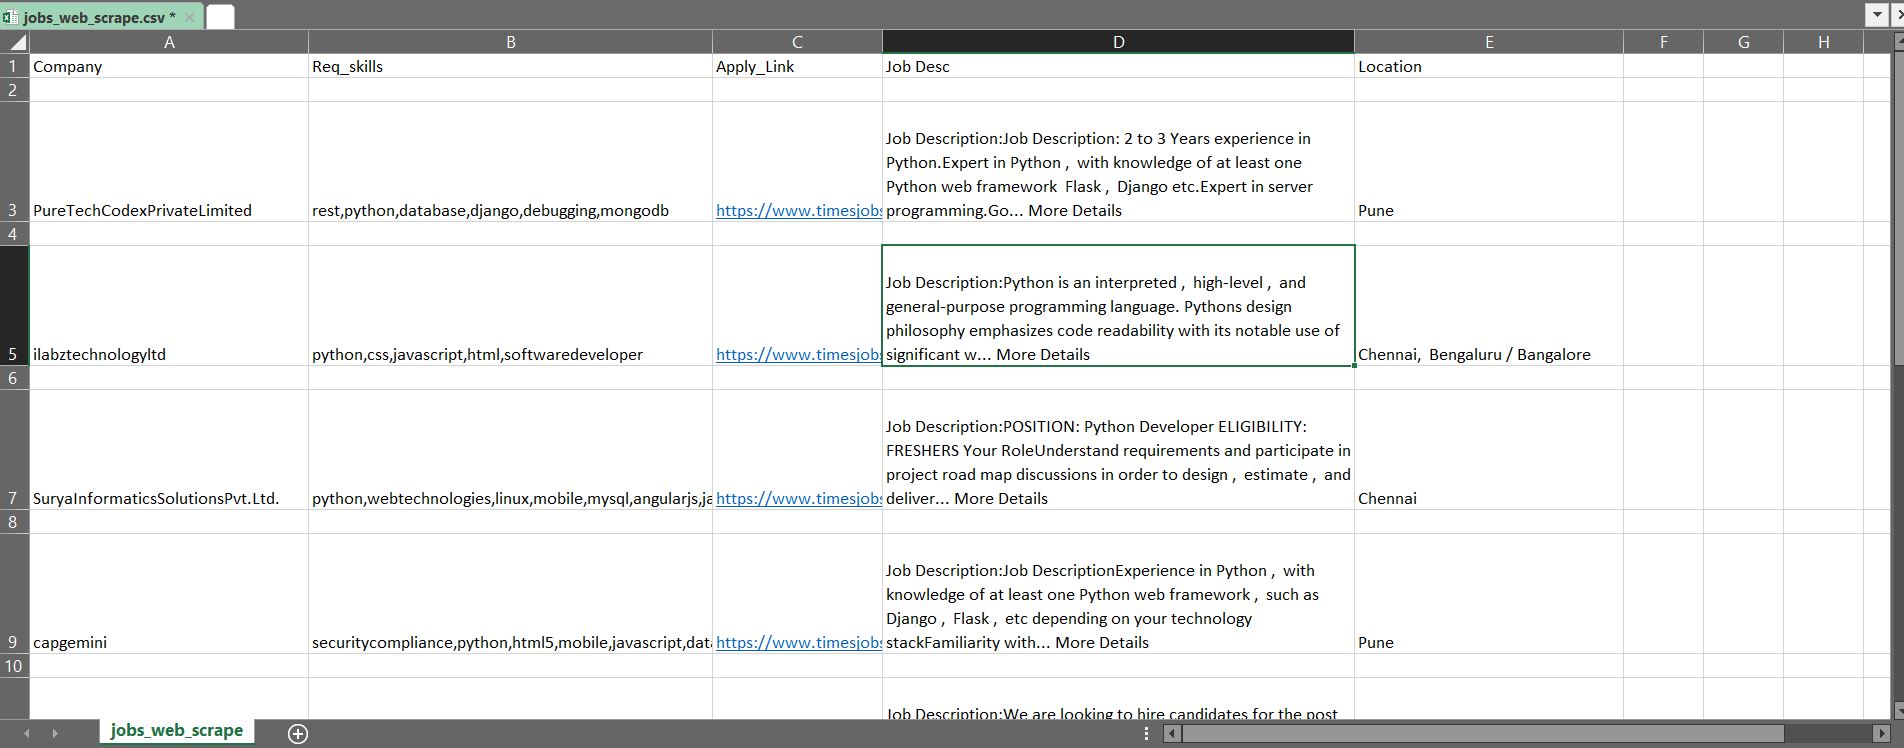 jobs_web_scrape.csv *
A B C D E F G H
1 Company Req_skills Apply_Link Job Desc Location
2
Job Description:Job Description: 2 to 3 Years experience in
Python.Expert in Python ,  with knowledge of at least one
Python web framework  Flask ,  Django etc.Expert in server
3 PureTechCodexPrivateLimited rest,python,database,django,debugging,mongodb https://www.timesjobs programming.Go... More Details Pune
4
Job Description:Python is an interpreted ,  high-level ,  and
general-purpose programming language. Pythons design
philosophy emphasizes code readability with its notable use of
5 ilabztechnologyltd python,css,javascript,html,softwaredeveloper https://www.timesjobs significant w... More Details Chennai,  Bengaluru / Bangalore
6
Job Description:POSITION: Python Developer ELIGIBILITY:
FRESHERS Your RoleUnderstand requirements and participate in
project road map discussions in order to design ,  estimate ,  and
7 SuryaInformaticsSolutionsPvt.Ltd. python,webtechnologies,linux,mobile,mysql,angularjs,ja https://www.timesjobs deliver... More Details Chennai
8
Job Description:Job DescriptionExperience in Python ,  with
knowledge of at least one Python web framework ,  such as
Django ,  Flask ,  etc depending on your technology
9 capgemini securitycompliance,python,html5,mobile,javascript,data https://www.timesjobs stackFamiliarity with... More Details Pune
10
Job Description:We are looking to hire candidates for the post
jobs_web_scrape